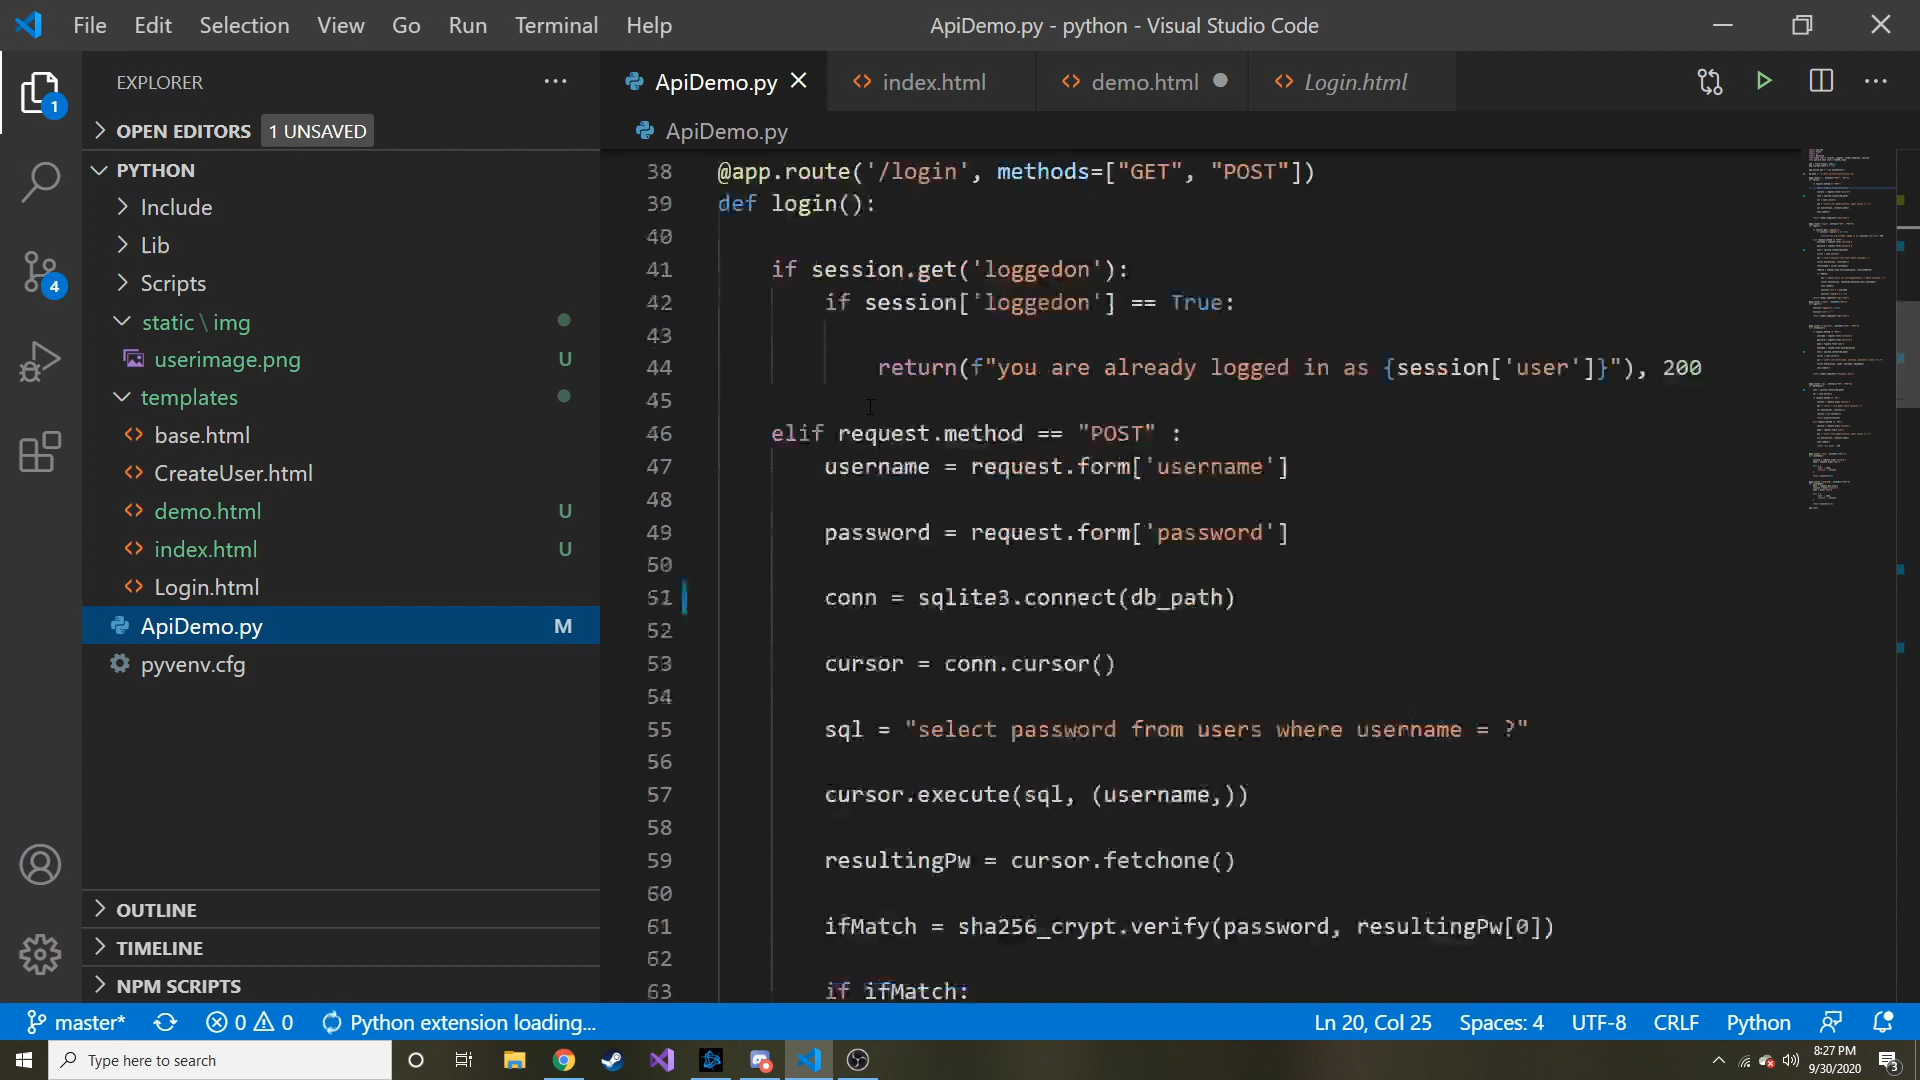 File Edit Selection View Go Run Terminal Help ApiDemo.py - python - Visual Studio Code
EXPLORER
1
OPEN EDITORS 1 UNSAVED
PYTHON
Include
Lib
Scripts
4
static \ img
userimage.png U
templates
base.html
CreateUser.html
demo.html U
index.html U
Login.html
ApiDemo.py M
pyvenv.cfg
OUTLINE
TIMELINE
NPM SCRIPTS
ApiDemo.py index.html demo.html Login.html
ApiDemo.py
38 @app.route('/login', methods=["GET", "POST"])
39 def login():
40
41 if session.get('loggedon'):
42 if session['loggedon'] == True:
43
44 return(f"you are already logged in as {session['user']}"), 200
45
46 elif request.method == "POST" :
47 username = request.form['username']
48
49 password = request.form['password']
50
51 conn = sqlite3.connect(db_path)
52
53 cursor = conn.cursor()
54
55 sql = "select password from users where username = ?"
56
57 cursor.execute(sql, (username,))
58
59 resultingPw = cursor.fetchone()
60
61 ifMatch = sha256_crypt.verify(password, resultingPw[0])
62
63 if ifMatch:
master* 0 0 Python extension loading... Ln 20, Col 25 Spaces: 4 UTF-8 CRLF Python
Type here to search
8:27 PM
9/30/2020
3